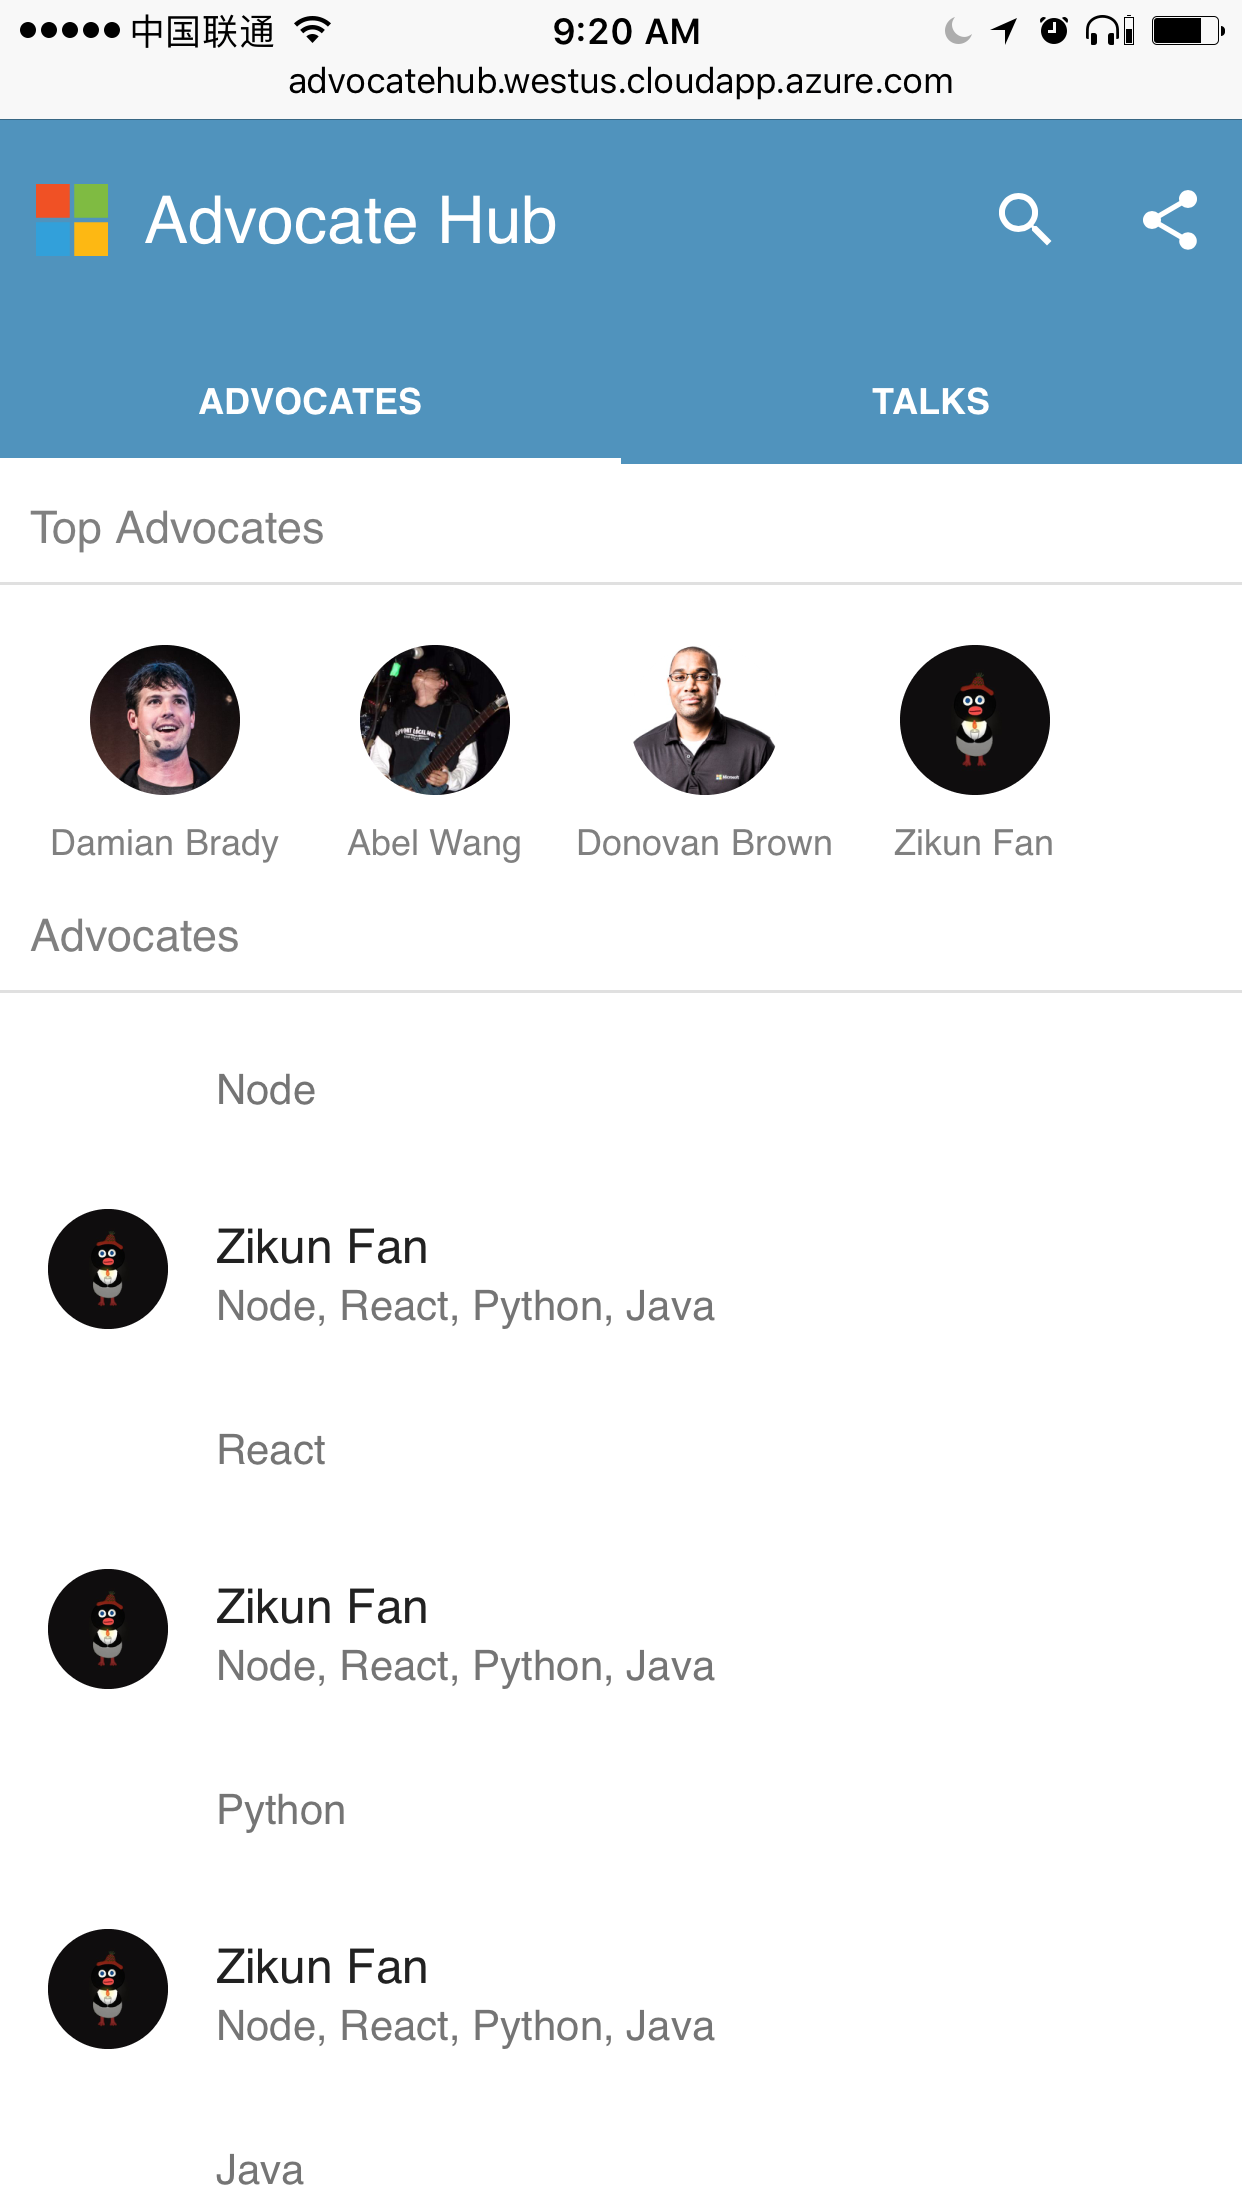 中国联通 9:20 AM
advocatehub.westus.cloudapp.azure.com
Advocate Hub
ADVOCATES TALKS
Top Advocates
Damian Brady Abel Wang Donovan Brown Zikun Fan
Advocates
Node
Zikun Fan
Node, React, Python, Java
React
Zikun Fan
Node, React, Python, Java
Python
Zikun Fan
Node, React, Python, Java
Java